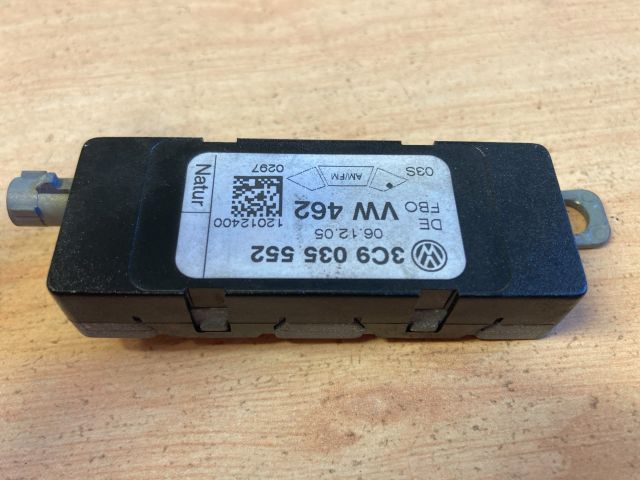 3C9 035 552
06.12.05
DE
VW 462
FBO
12012400
03S
AM/FM
0297
Natur